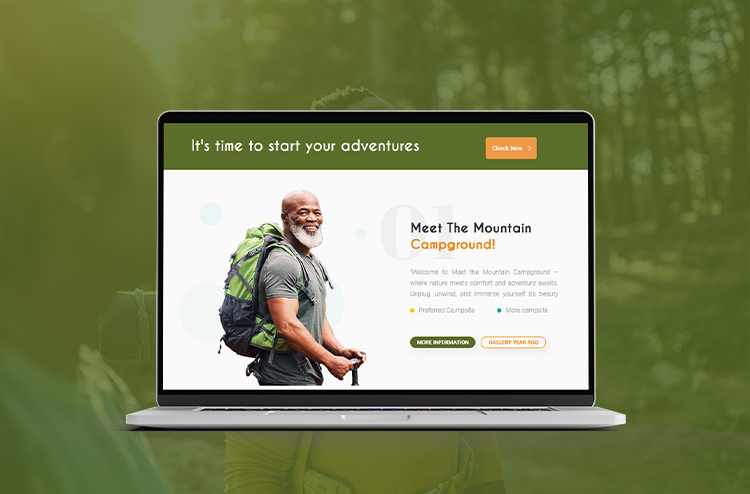 It's time to start your adventures
Check Now
01
Meet The Mountain
Campground!
"Welcome to Meet the Mountain Campground –
where nature meets comfort and adventure awaits.
Unplug, unwind, and immerse yourself its beauty
Preferred Campsite
More campsite
MORE INFORMATION
GALLERY YEAR AGO